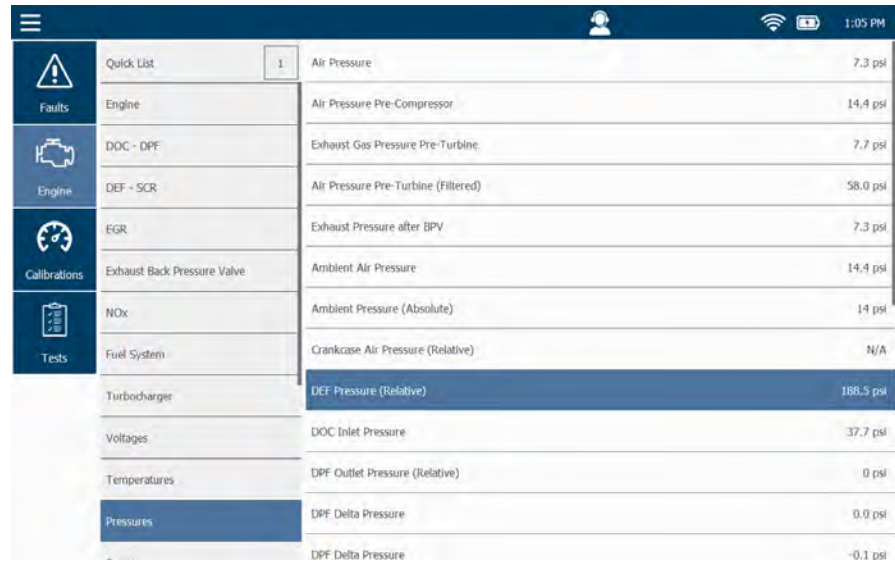 1:05 PM
Faults
Engine
Calibrations
Tests
Quick List 1
Engine
DOC - DPF
DEF - SCR
EGR
Exhaust Back Pressure Valve
NOx
Fuel System
Turbocharger
Voltages
Temperatures
Pressures
Air Pressure 7.3 psi
Air Pressure Pre-Compressor 14.4 psi
Exhaust Gas Pressure Pre-Turbine 7.7 psi
Air Pressure Pre-Turbine (Filtered) 58.0 psi
Exhaust Pressure after BPV 7.3 psi
Ambient Air Pressure 14.4 psi
Ambient Pressure (Absolute) 14 psi
Crankcase Air Pressure (Relative) N/A
DEF Pressure (Relative) 188.5 psi
DOC Inlet Pressure 37.7 psi
DPF Outlet Pressure (Relative) 0 psi
DPF Delta Pressure 0.0 psi
DPF Delta Pressure -0.1 psi